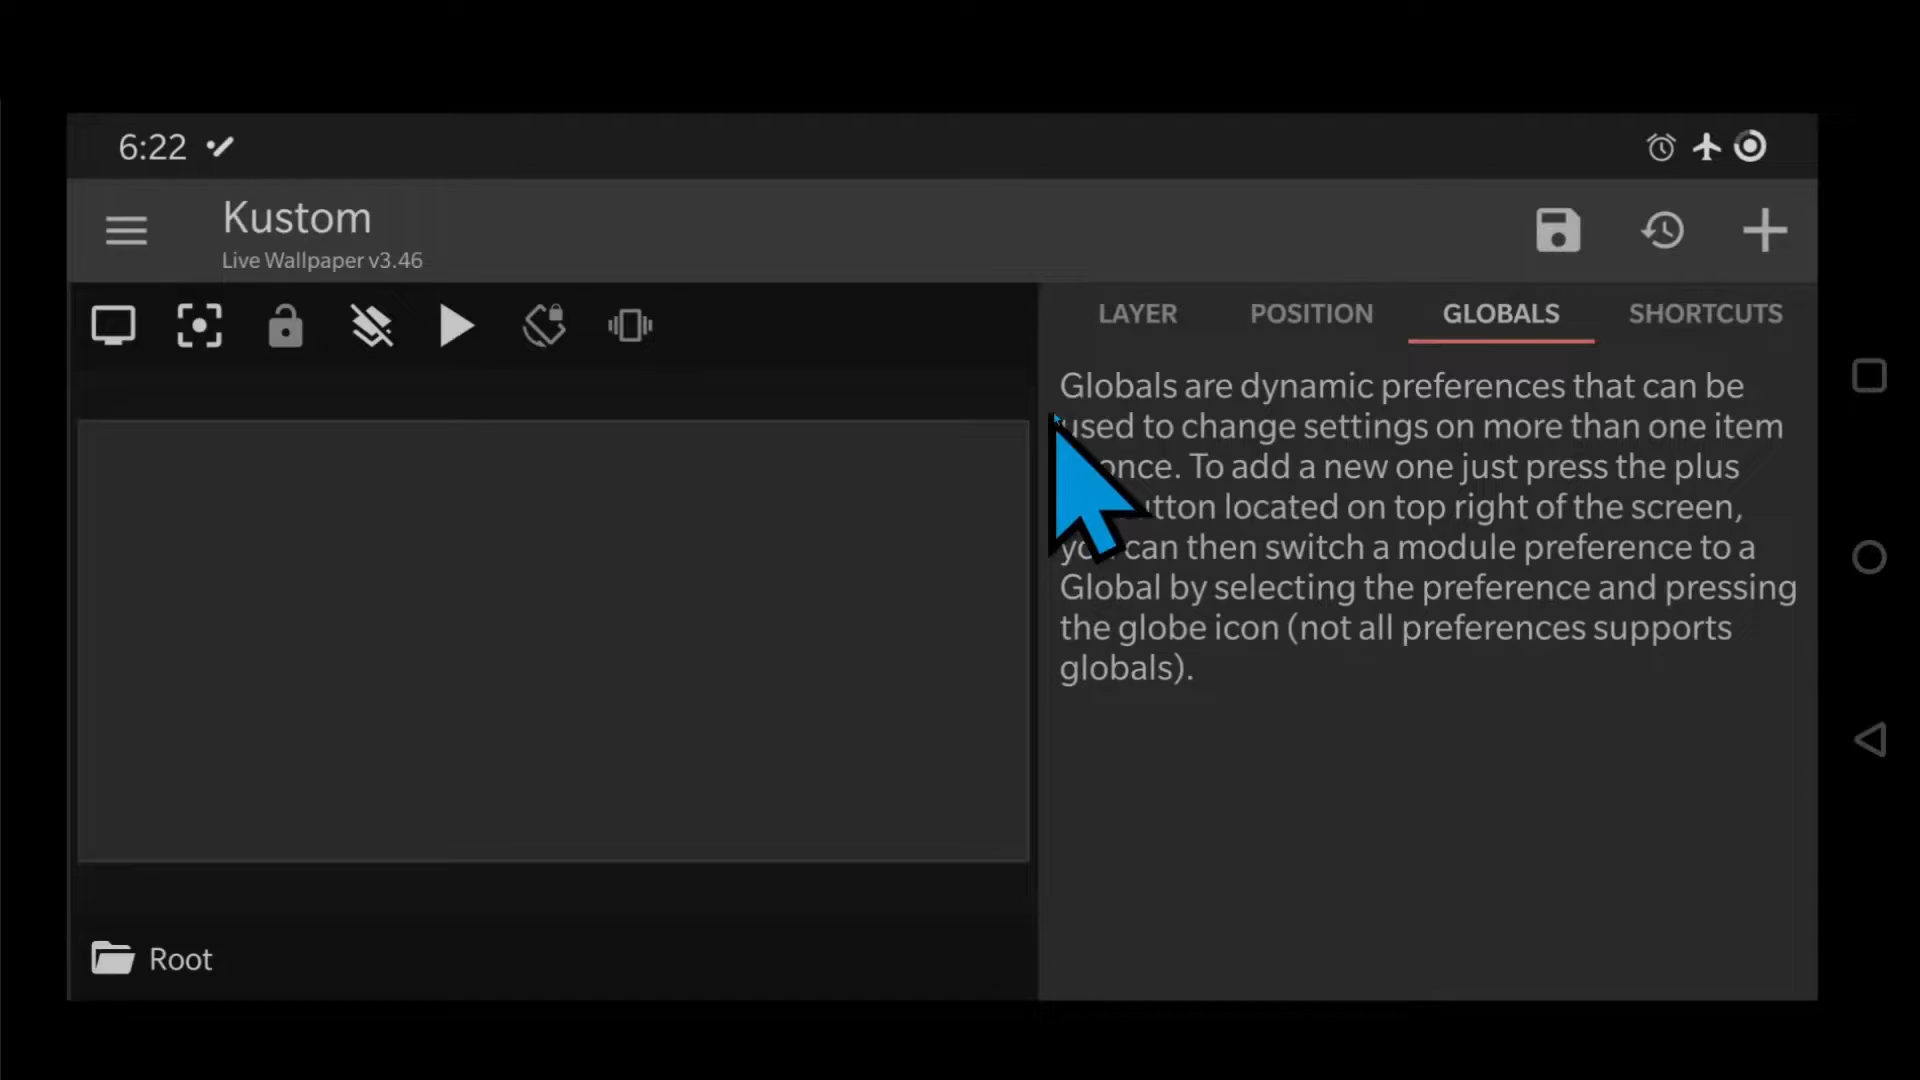 6:22
Kustom
Live Wallpaper v3.46
LAYER POSITION GLOBALS SHORTCUTS
Globals are dynamic preferences that can be
used to change settings on more than one item
once. To add a new one just press the plus
located on top right of the screen,
can then switch a module preference to a
Global by selecting the preference and pressing
the globe icon (not all preferences supports
globals).
Root